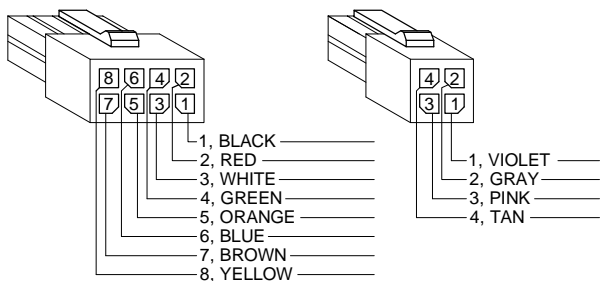 8 6 4 2
7 5 3 1
1, BLACK
2, RED
3, WHITE
4, GREEN
5, ORANGE
6, BLUE
7, BROWN
8, YELLOW
4 2
3 1
1, VIOLET
2, GRAY
3, PINK
4, TAN